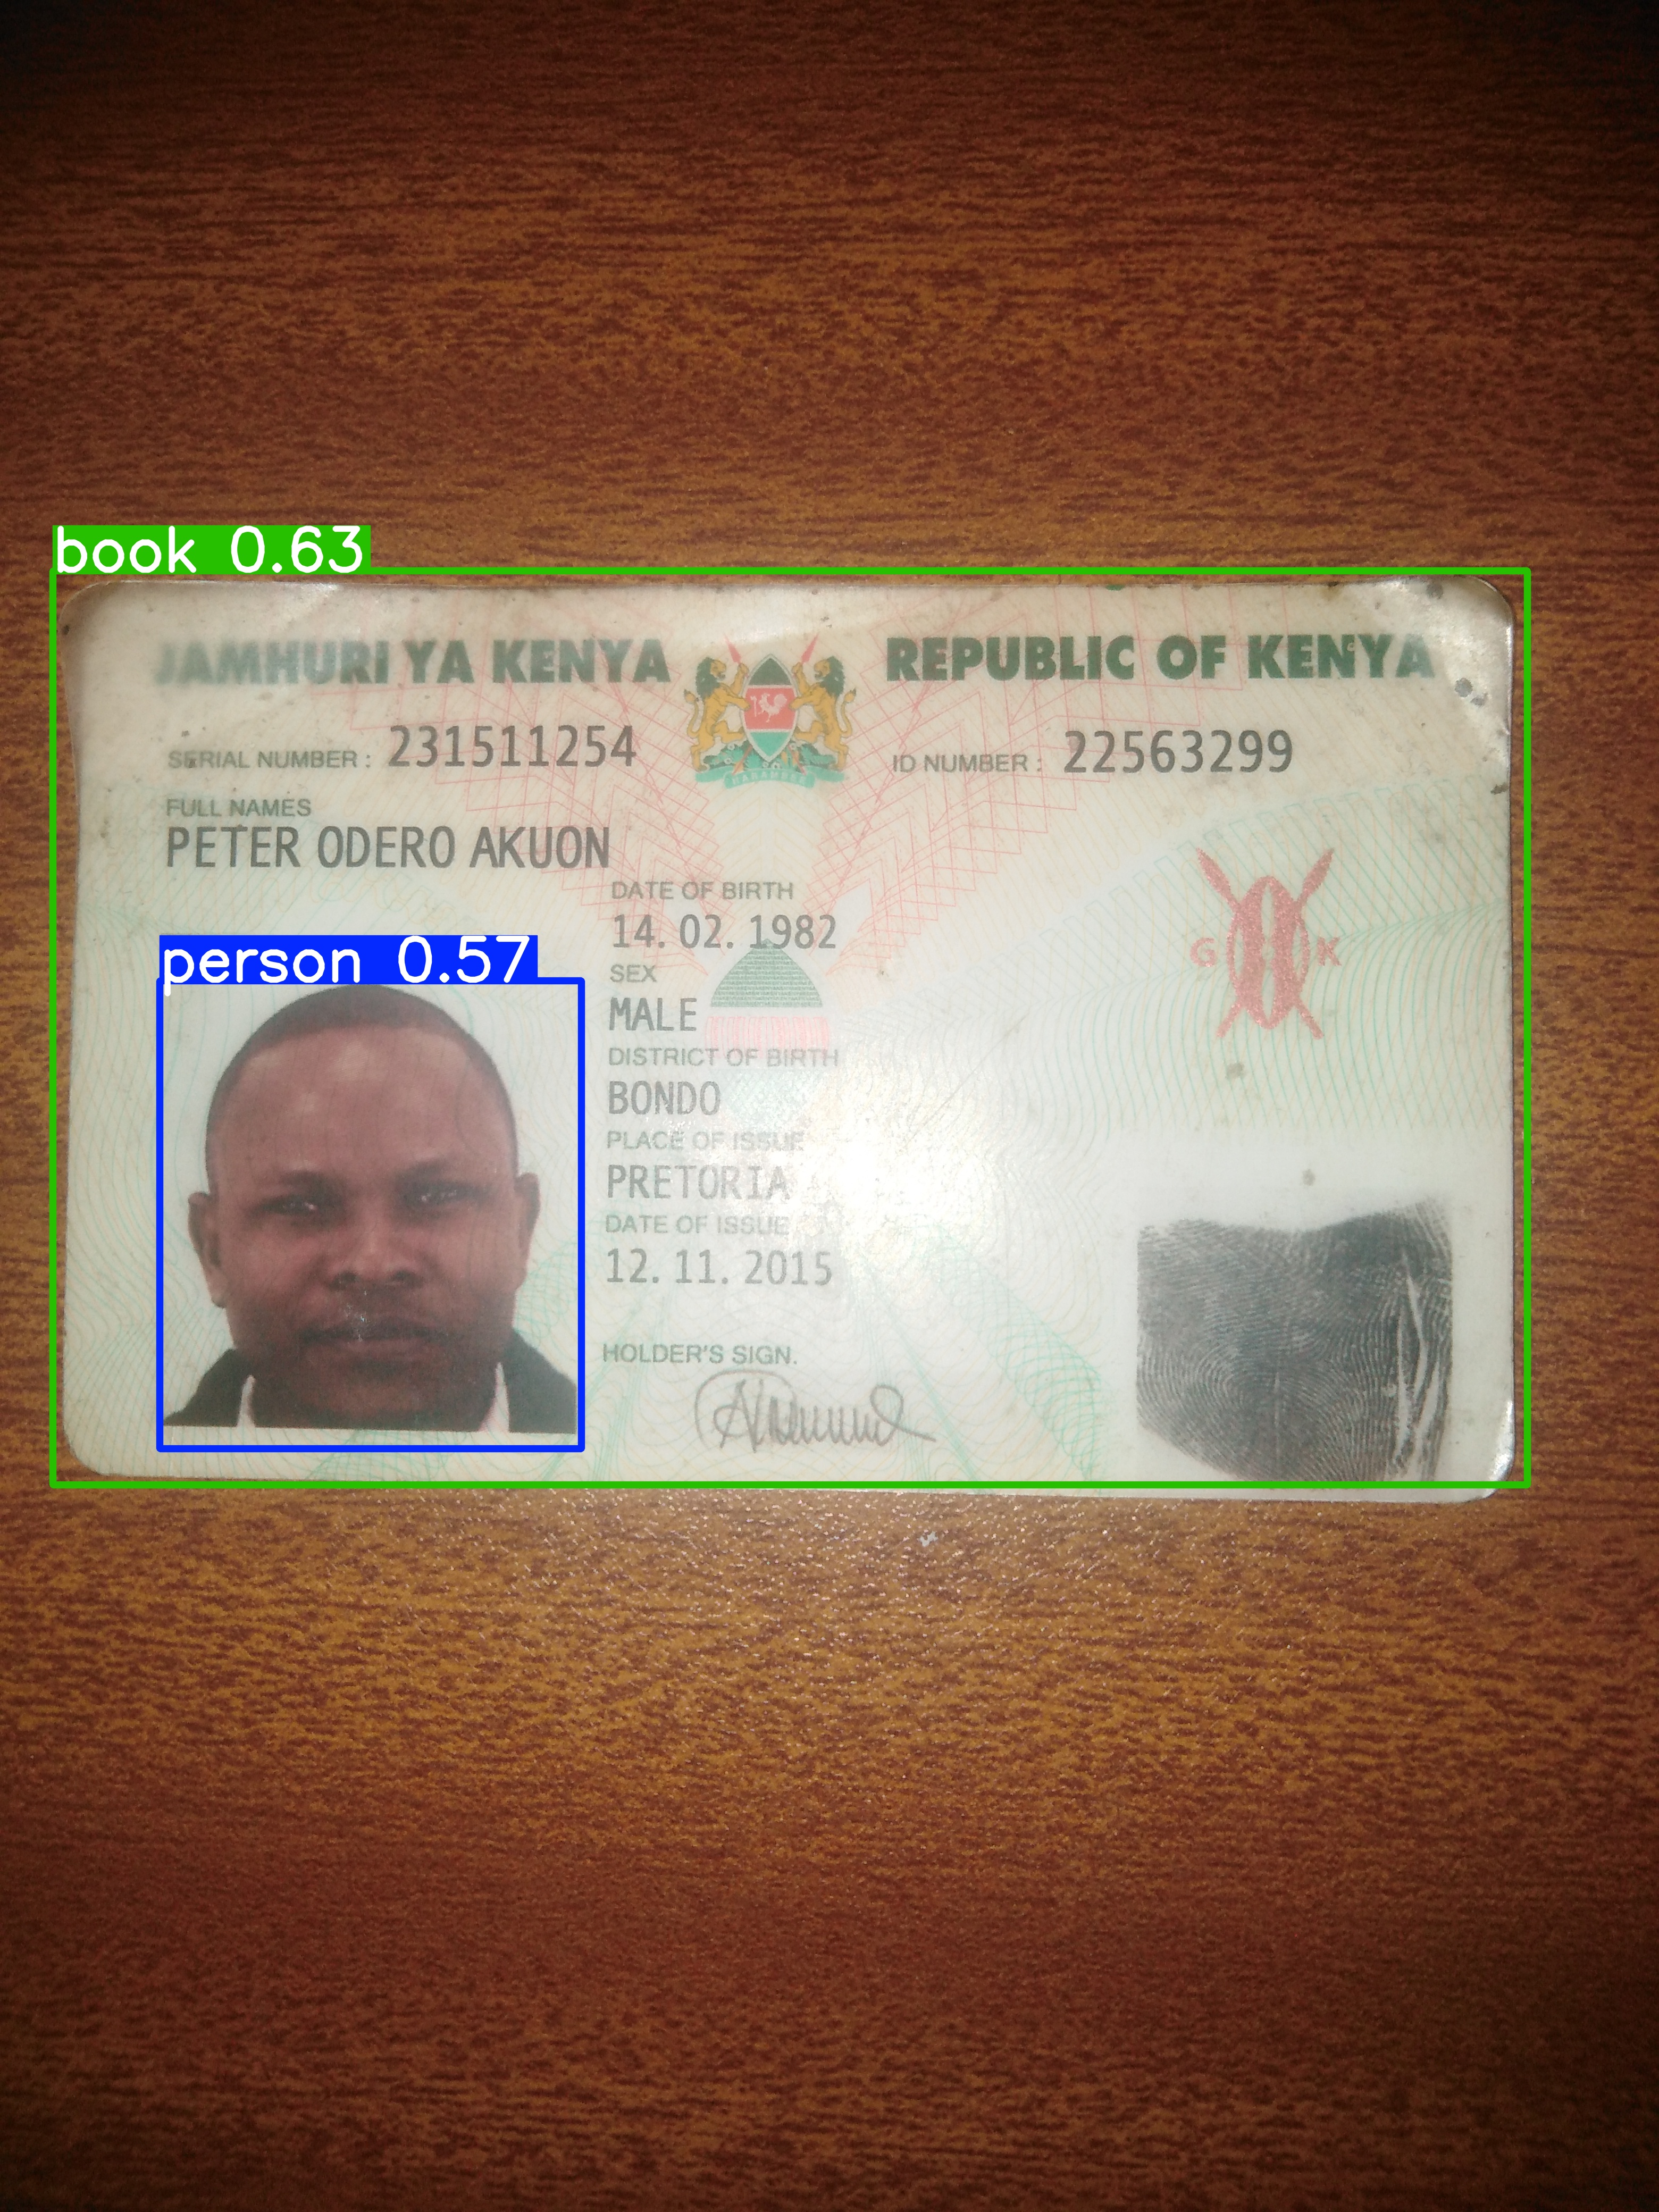 book 0.63
JAMHURI YA KENYA REPUBLIC OF KENYA
HARAMBEE
SERIAL NUMBER : 231511254 ID NUMBER : 22563299
FULL NAMES
PETER ODERO AKUON
DATE OF BIRTH
14. 02. 1982
G K
person 0.57
SEX
MALE
DISTRICT OF BIRTH
BONDO
PLACE OF ISSUE
PRETORIA
DATE OF ISSUE
12. 11. 2015
HOLDER'S SIGN.